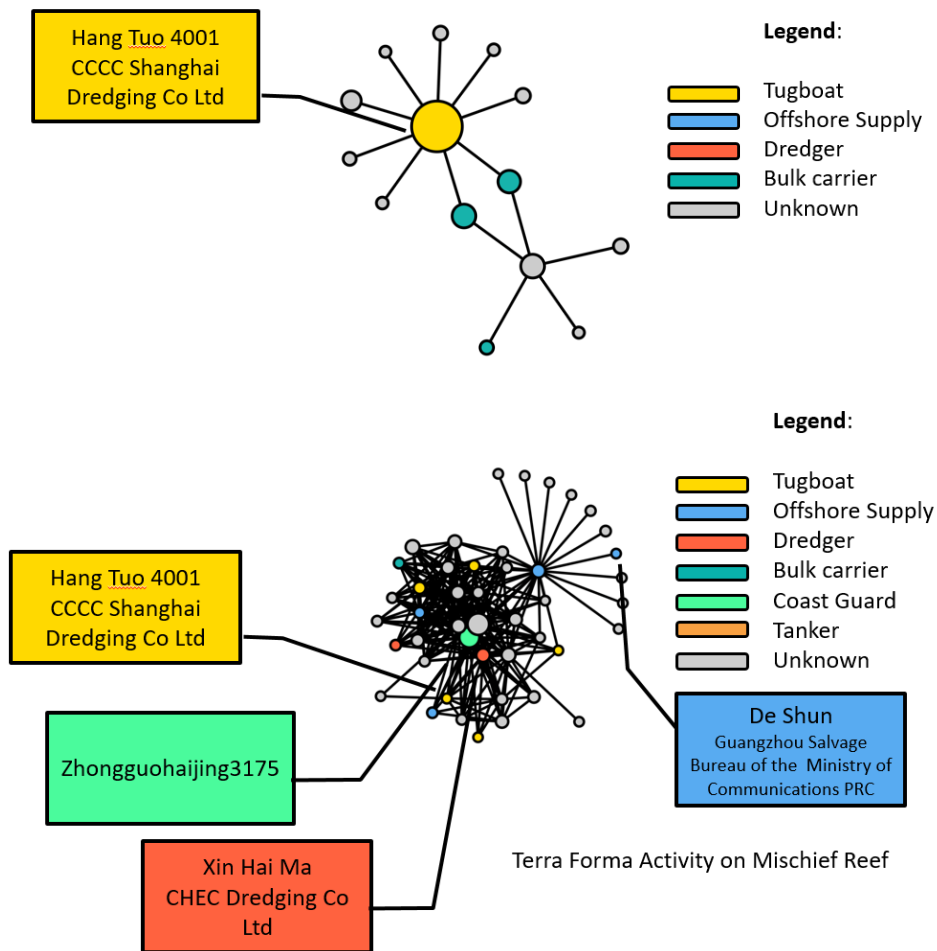 Hang Tuo 4001
CCCC Shanghai
Dredging Co Ltd
Legend:
Tugboat
Offshore Supply
Dredger
Bulk carrier
Unknown
Legend:
Tugboat
Offshore Supply
Dredger
Bulk carrier
Coast Guard
Tanker
Unknown
Hang Tuo 4001
CCCC Shanghai
Dredging Co Ltd
Zhongguohaijing3175
De Shun
Guangzhou Salvage
Bureau of the Ministry of
Communications PRC
Xin Hai Ma
CHEC Dredging Co
Ltd
Terra Forma Activity on Mischief Reef